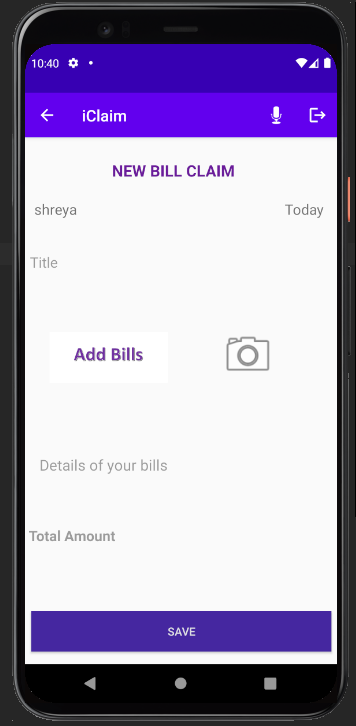 10:40
iClaim
NEW BILL CLAIM
shreya Today
Title
Add Bills
Details of your bills
Total Amount
SAVE